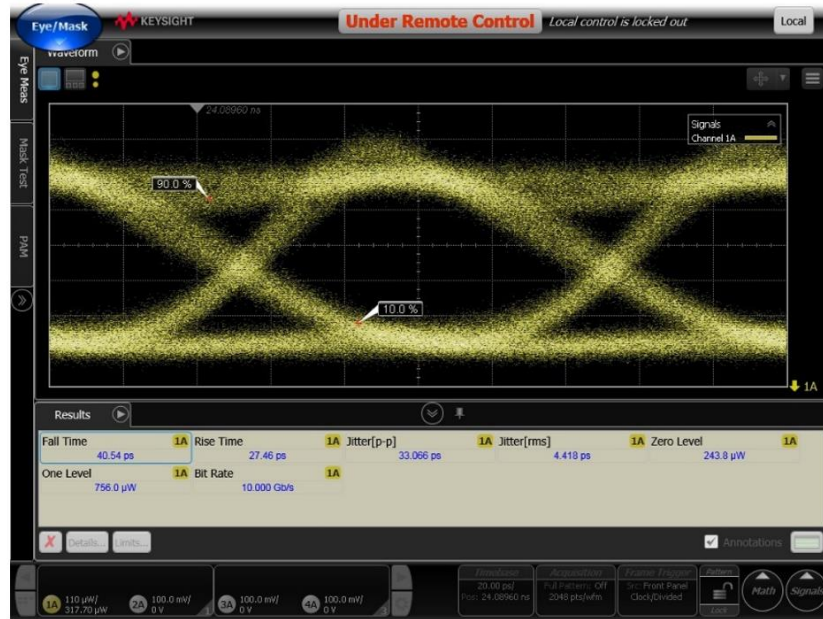 Eye/Mask
KEYSIGHT
Under Remote Control
Local control is locked out
Local
Waveform
Eye Meas
Mask Test
PAM
24.08960 ns
Signals
Channel 1A
90.0 %
10.0 %
1A
Results
Fall Time 1A
40.54 ps
Rise Time 1A
27.46 ps
Jitter[p-p] 1A
33.066 ps
Jitter[rms] 1A
4.418 ps
Zero Level 1A
243.8 µW
One Level 1A
756.0 µW
Bit Rate 1A
10.000 Gb/s
Details...
Limits...
Annotations
1A 110 µW/
317.70 µW
2A 100.0 mV/
0 V
3A 100.0 mV/
0 V
4A 100.0 mV/
0 V
Timebase
20.00 ps/
Pos: 24.08960 ns
Acquisition
Full Pattern: Off
2048 pts/wfm
Frame Trigger
Src: Front Panel
Clock/Divided
Pattern
Lock
Math
Signals